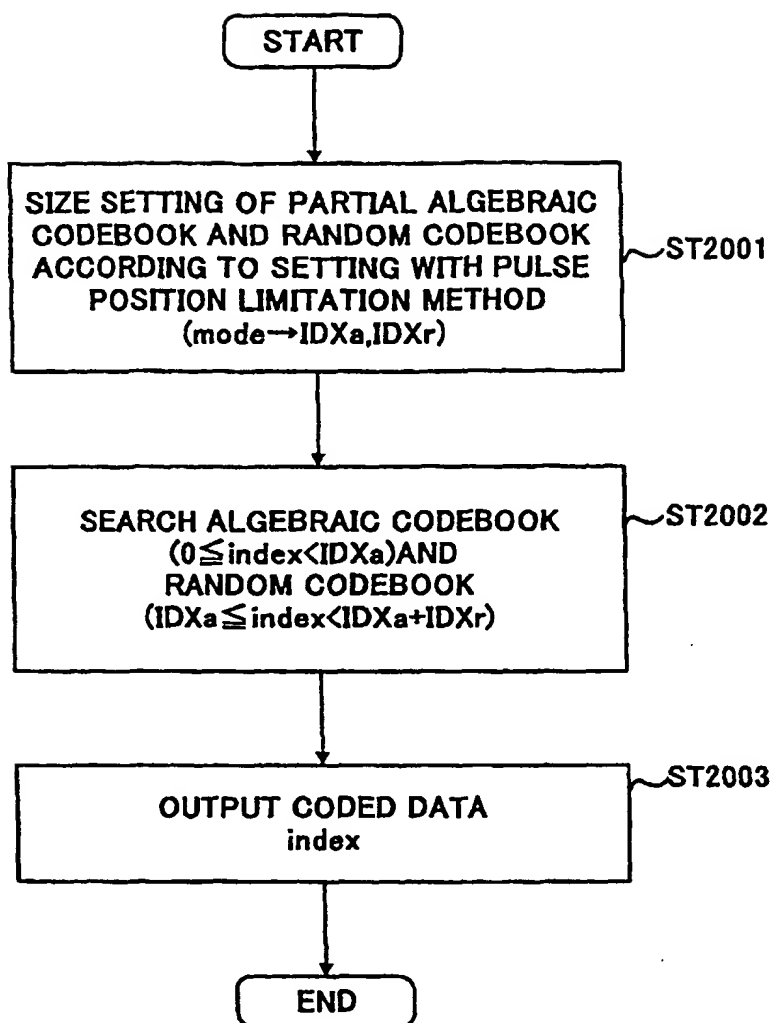 START
SIZE SETTING OF PARTIAL ALGEBRAIC
CODEBOOK AND RANDOM CODEBOOK
ACCORDING TO SETTING WITH PULSE
POSITION LIMITATION METHOD
(mode→IDXa,IDXr)
ST2001
SEARCH ALGEBRAIC CODEBOOK
(0≦index<IDXa)AND
RANDOM CODEBOOK
(IDXa≦index<IDXa+IDXr)
ST2002
OUTPUT CODED DATA
index
ST2003
END